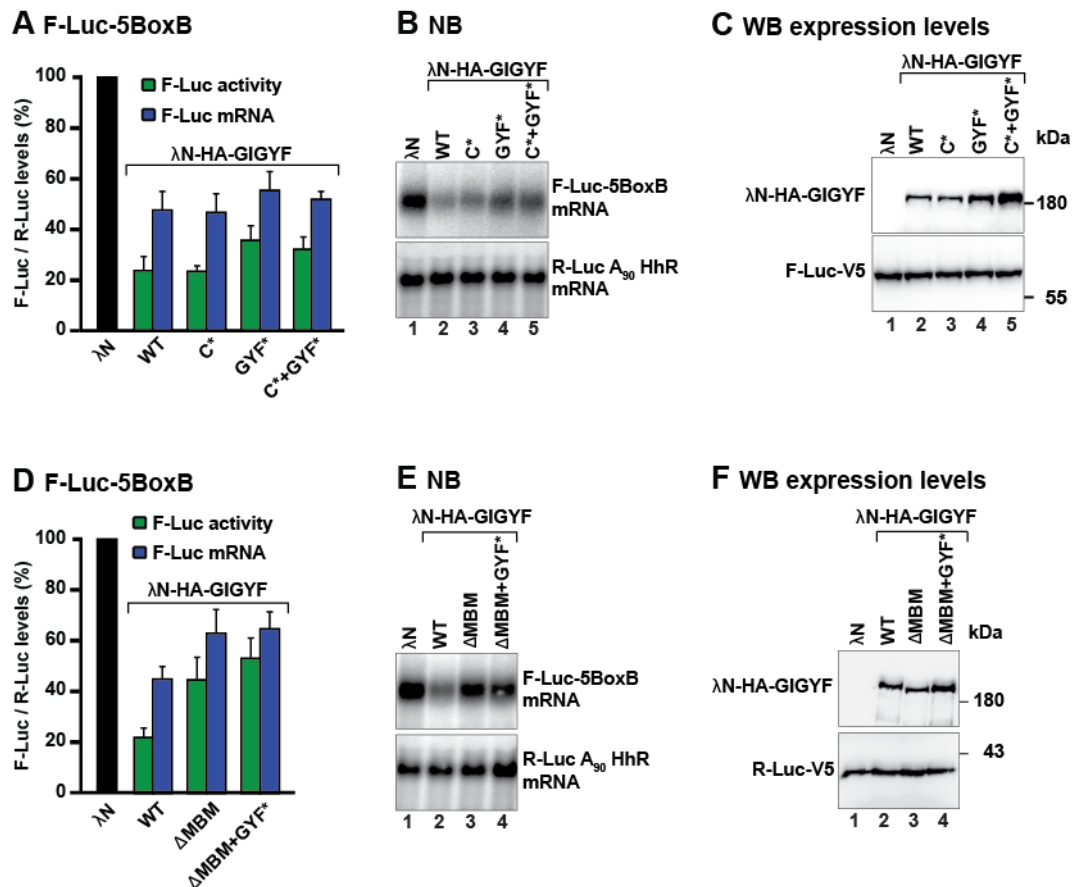 A F-Luc-5BoxB
F-Luc / R-Luc levels (%)
100
80
60
40
20
0
F-Luc activity
F-Luc mRNA
λN-HA-GIGYF
λN
WT
C*
GYF*
C*+GYF*
B NB
λN-HA-GIGYF
λN
WT
C*
GYF*
C*+GYF*
F-Luc-5BoxB
mRNA
R-Luc A90 HhR
mRNA
1 2 3 4 5
C WB expression levels
λN-HA-GIGYF
λN
WT
C*
GYF*
C*+GYF*
kDa
λN-HA-GIGYF
180
F-Luc-V5
55
1 2 3 4 5
D F-Luc-5BoxB
F-Luc / R-Luc levels (%)
100
80
60
40
20
0
F-Luc activity
F-Luc mRNA
λN-HA-GIGYF
λN
WT
ΔMBM
ΔMBM+GYF*
E NB
λN-HA-GIGYF
λN
WT
ΔMBM
ΔMBM+GYF*
F-Luc-5BoxB
mRNA
R-Luc A90 HhR
mRNA
1 2 3 4
F WB expression levels
λN-HA-GIGYF
λN
WT
ΔMBM
ΔMBM+GYF*
kDa
λN-HA-GIGYF
180
43
R-Luc-V5
1 2 3 4